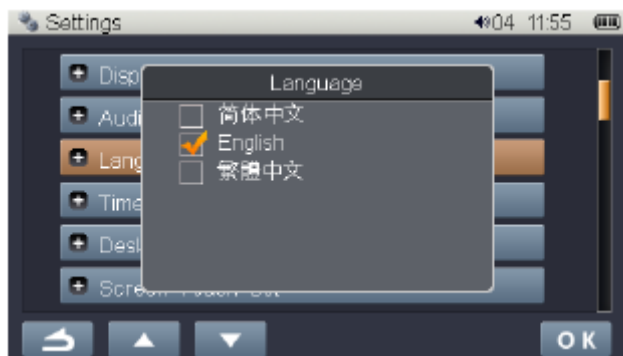 Settings 04 11:55
Language
Disp
简体中文
Audi
English
Lang
繁體中文
Time
Desk
OK